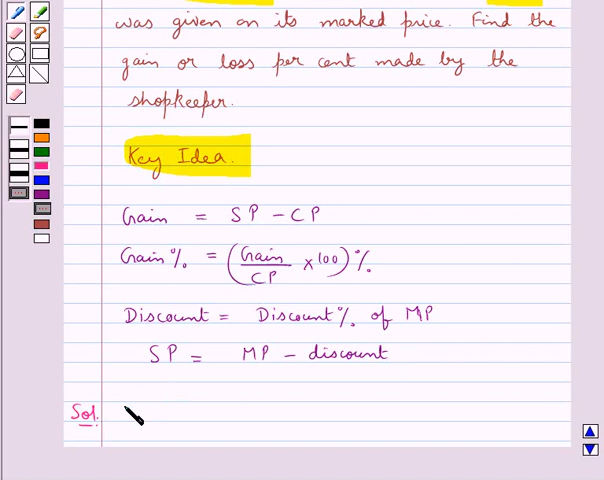 was given on its marked price. Find the
gain or loss per cent made by the
shopkeeper.
Key Idea.
Gain = SP - CP
Gain % = (Gain/CP × 100) %
Discount = Discount % of MP
SP = MP - discount
Sol.